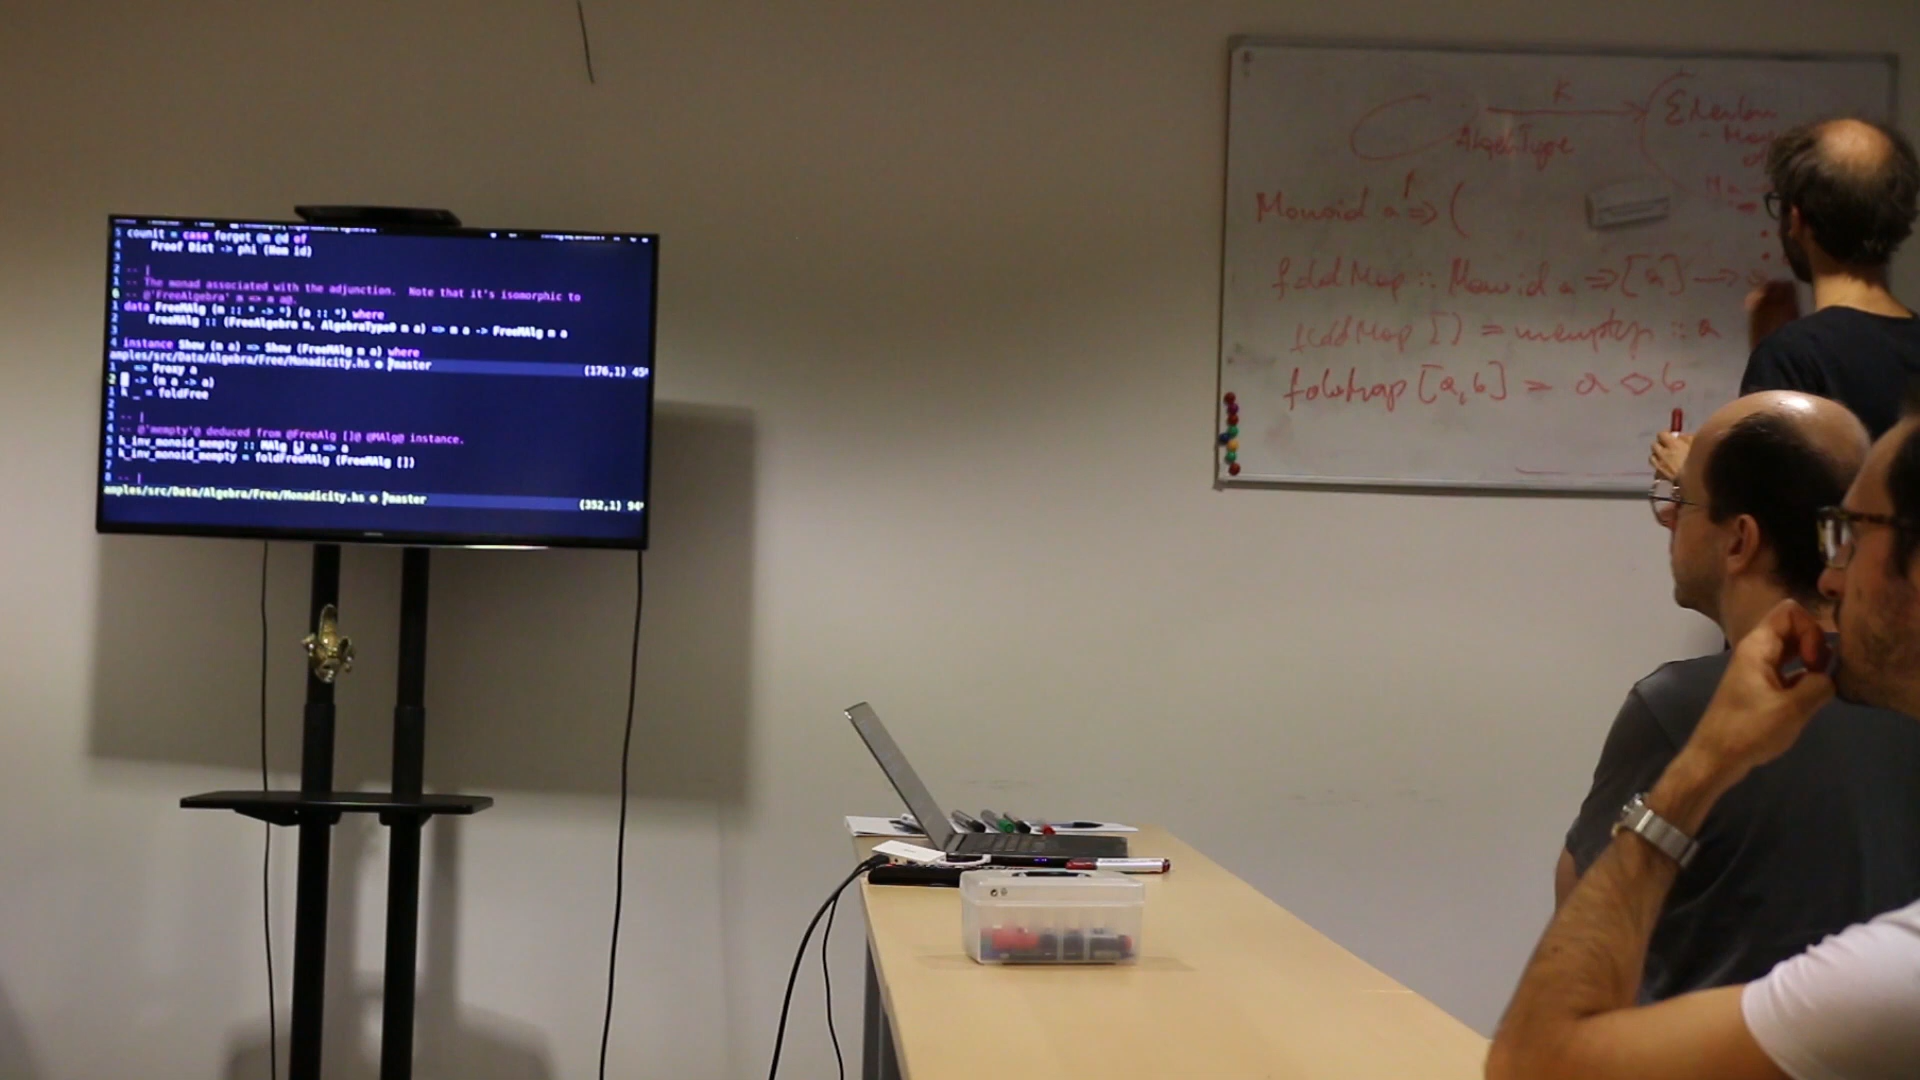 counit = case forget @m @d of
Proof Dict -> phi (Hom id)
-- |
-- The monad associated with the adjunction. Note that it's isomorphic to
-- @'FreeAlgebra' m => m a@.
data FreeMAlg (m :: * -> *) (a :: *) where
FreeMAlg :: (FreeAlgebra m, AlgebraType0 m a) => m a -> FreeMAlg m a
instance Show (m a) => Show (FreeMAlg m a) where
amples/src/Data/Algebra/Free/Monadicity.hs master (176,1) 45%
=> Proxy a
-> (m a -> a)
k _ = foldFree
-- |
-- @'mempty'@ deduced from @FreeAlg []@ @MAlg@ instance.
k_inv_monoid_mempty :: MAlg [] a => a
k_inv_monoid_mempty = foldFreeMAlg (FreeMAlg [])
-- |
amples/src/Data/Algebra/Free/Monadicity.hs master (352,1) 94%
K
AlgebraType
Monoid a => (
foldMap :: Monoid a => [a] ->
foldMap [] = mempty :: a
foldMap [a,b] = a <> b